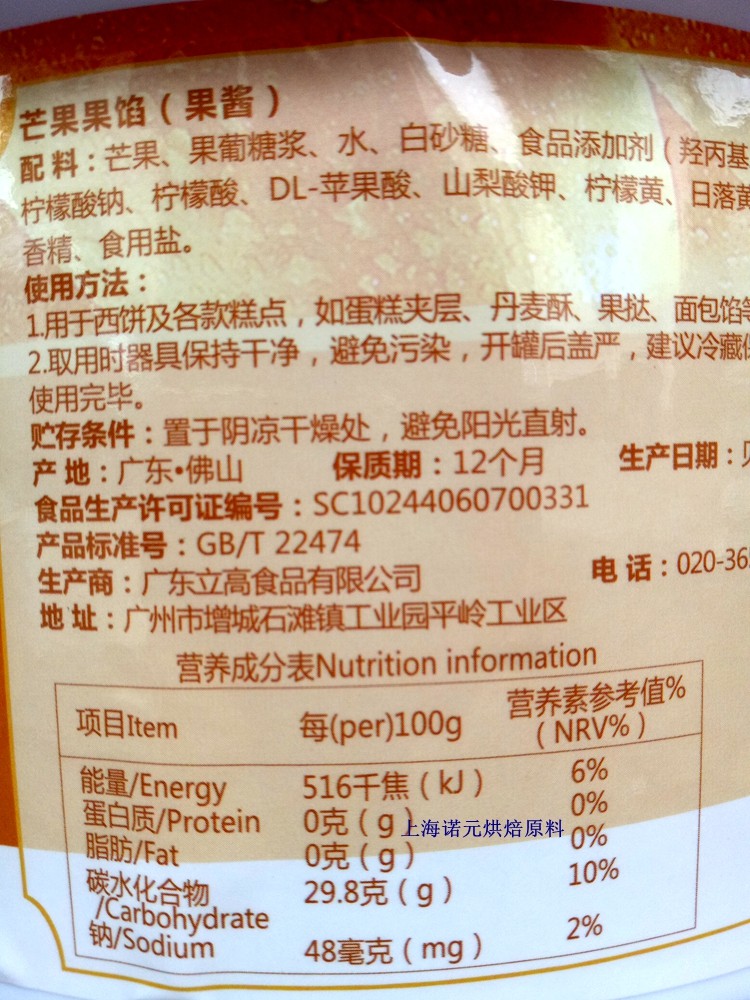 芒果果馅（果酱）
配 料：芒果、果葡糖浆、水、白砂糖、食品添加剂（羟丙基
柠檬酸钠、柠檬酸、DL-苹果酸、山梨酸钾、柠檬黄、日落黄
香精、食用盐。
使用方法：
1.用于西饼及各款糕点，如蛋糕夹层、丹麦酥、果挞、面包馅等
2.取用时器具保持干净，避免污染，开罐后盖严，建议冷藏
使用完毕。
贮存条件：置于阴凉干燥处，避免阳光直射。
产 地：广东•佛山 保质期：12个月 生产日期：
食品生产许可证编号：SC10244060700331
产品标准号：GB/T 22474
生产商：广东立高食品有限公司 电 话：020-36
地 址：广州市增城石滩镇工业园平岭工业区
营养成分表Nutrition information
项目Item 每(per)100g 营养素参考值%
（NRV%）
能量/Energy 516千焦（kJ） 6%
蛋白质/Protein 0克（g） 0%
上海诺元烘焙原料
脂肪/Fat 0克（g） 0%
碳水化合物 29.8克（g） 10%
/Carbohydrate
钠/Sodium 48毫克（mg） 2%